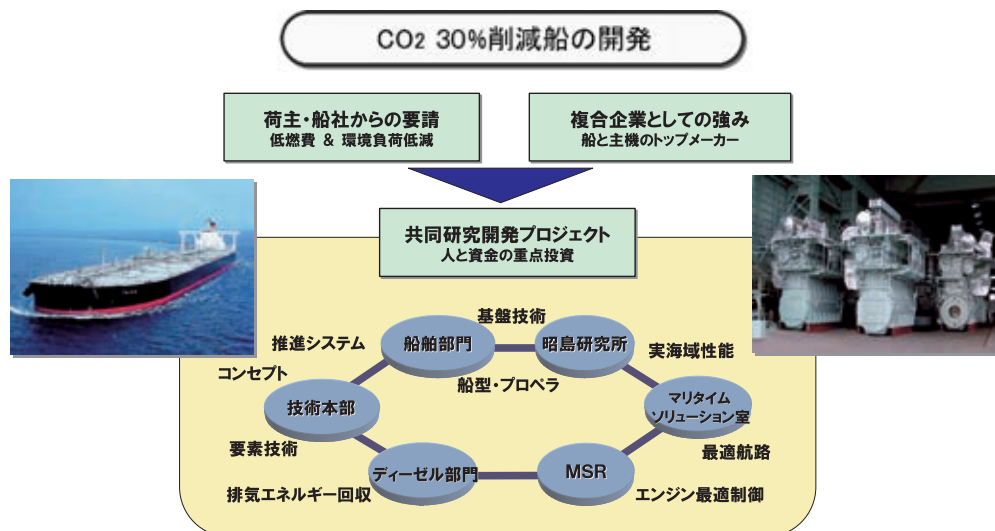 CO2 30%削減船の開発
荷主・船社からの要請
低燃費 & 環境負荷低減
複合企業としての強み
船と主機のトップメーカー
共同研究開発プロジェクト
人と資金の重点投資
基盤技術
推進システム
船舶部門
昭島研究所
実海域性能
コンセプト
船型・プロペラ
技術本部
マリタイム
ソリューション室
要素技術
最適航路
ディーゼル部門
MSR
排気エネルギー回収
エンジン最適制御